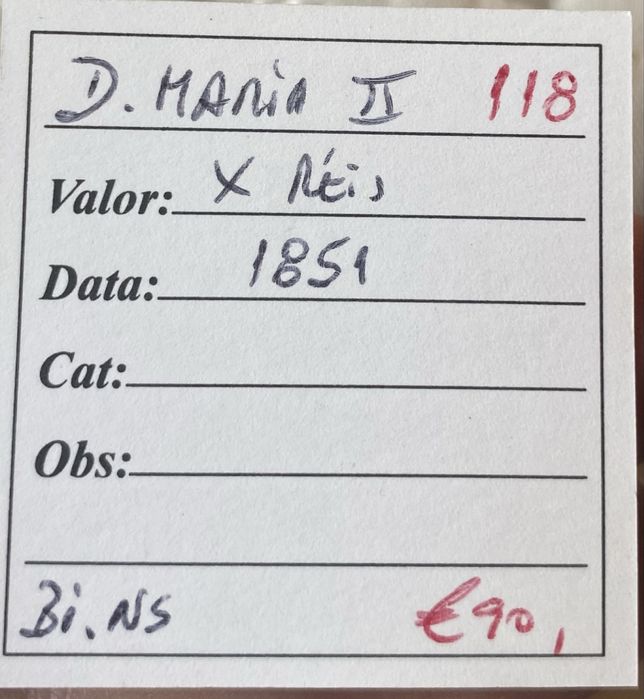 D. MARIA II 118
Valor: X Réis
Data: 1851
Cat:
Obs:
Bi. NS €90,